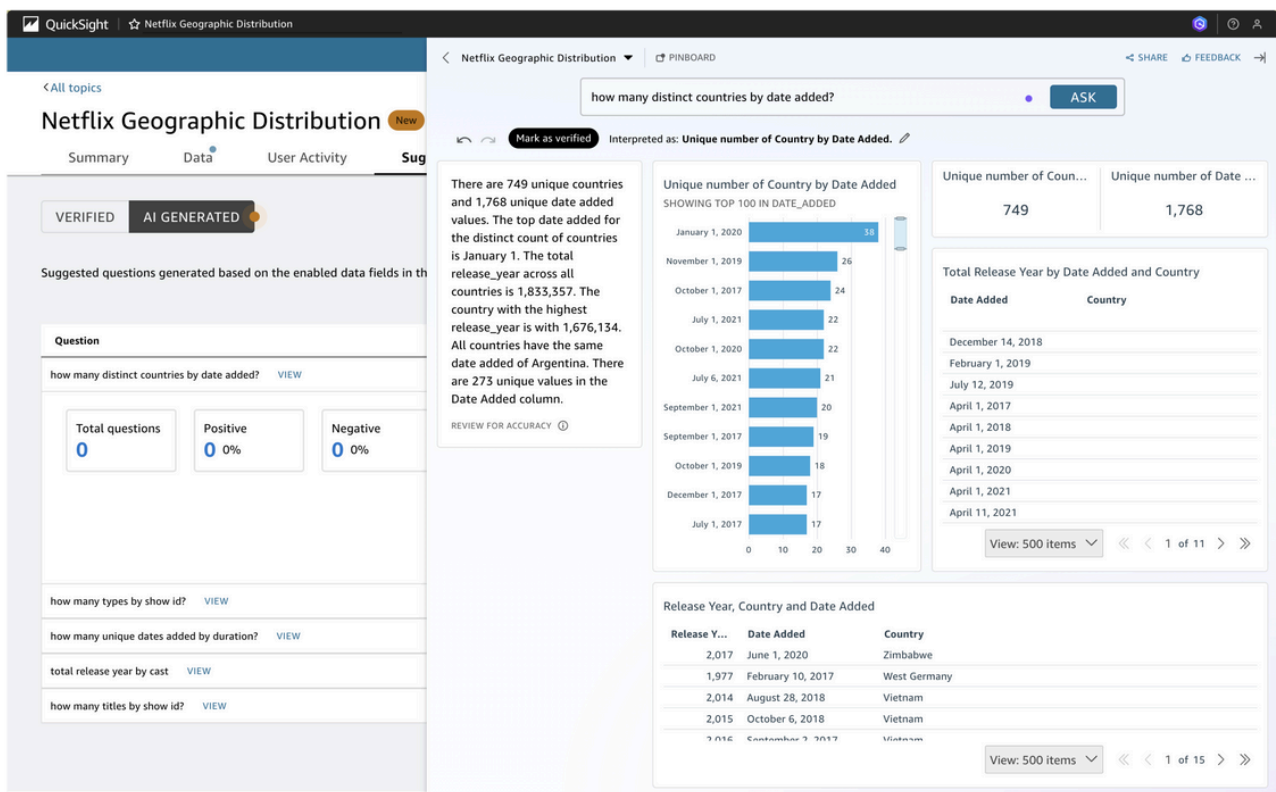 QuickSight
Netflix Geographic Distribution
All topics
Netflix Geographic Distribution New
Summary Data User Activity Sug
VERIFIED AI GENERATED
Suggested questions generated based on the enabled data fields in th
Question
how many distinct countries by date added? VIEW
Total questions
0
Positive
0 0%
Negative
0 0%
how many types by show id? VIEW
how many unique dates added by duration? VIEW
total release year by cast VIEW
how many titles by show id? VIEW
Netflix Geographic Distribution PINBOARD SHARE FEEDBACK
how many distinct countries by date added? ASK
Mark as verified Interpreted as: Unique number of Country by Date Added.
There are 749 unique countries
and 1,768 unique date added
values. The top date added for
the distinct count of countries
is January 1. The total
release_year across all
countries is 1,833,357. The
country with the highest
release_year is with 1,676,134.
All countries have the same
date added of Argentina. There
are 273 unique values in the
Date Added column.
REVIEW FOR ACCURACY
Unique number of Country by Date Added
SHOWING TOP 100 IN DATE_ADDED
January 1, 2020 38
November 1, 2019 26
October 1, 2017 24
July 1, 2021 22
October 1, 2020 22
July 6, 2021 21
September 1, 2021 20
September 1, 2017 19
October 1, 2019 18
December 1, 2017 17
July 1, 2017 17
0 10 20 30 40
Unique number of Coun...
749
Unique number of Date ...
1,768
Total Release Year by Date Added and Country
Date Added Country
December 14, 2018
February 1, 2019
July 12, 2019
April 1, 2017
April 1, 2018
April 1, 2019
April 1, 2020
April 1, 2021
April 11, 2021
View: 500 items 1 of 11
Release Year, Country and Date Added
Release Y... Date Added Country
2,017 June 1, 2020 Zimbabwe
1,977 February 10, 2017 West Germany
2,014 August 28, 2018 Vietnam
2,015 October 6, 2018 Vietnam
2,016 September 2, 2017 Vietnam
View: 500 items 1 of 15